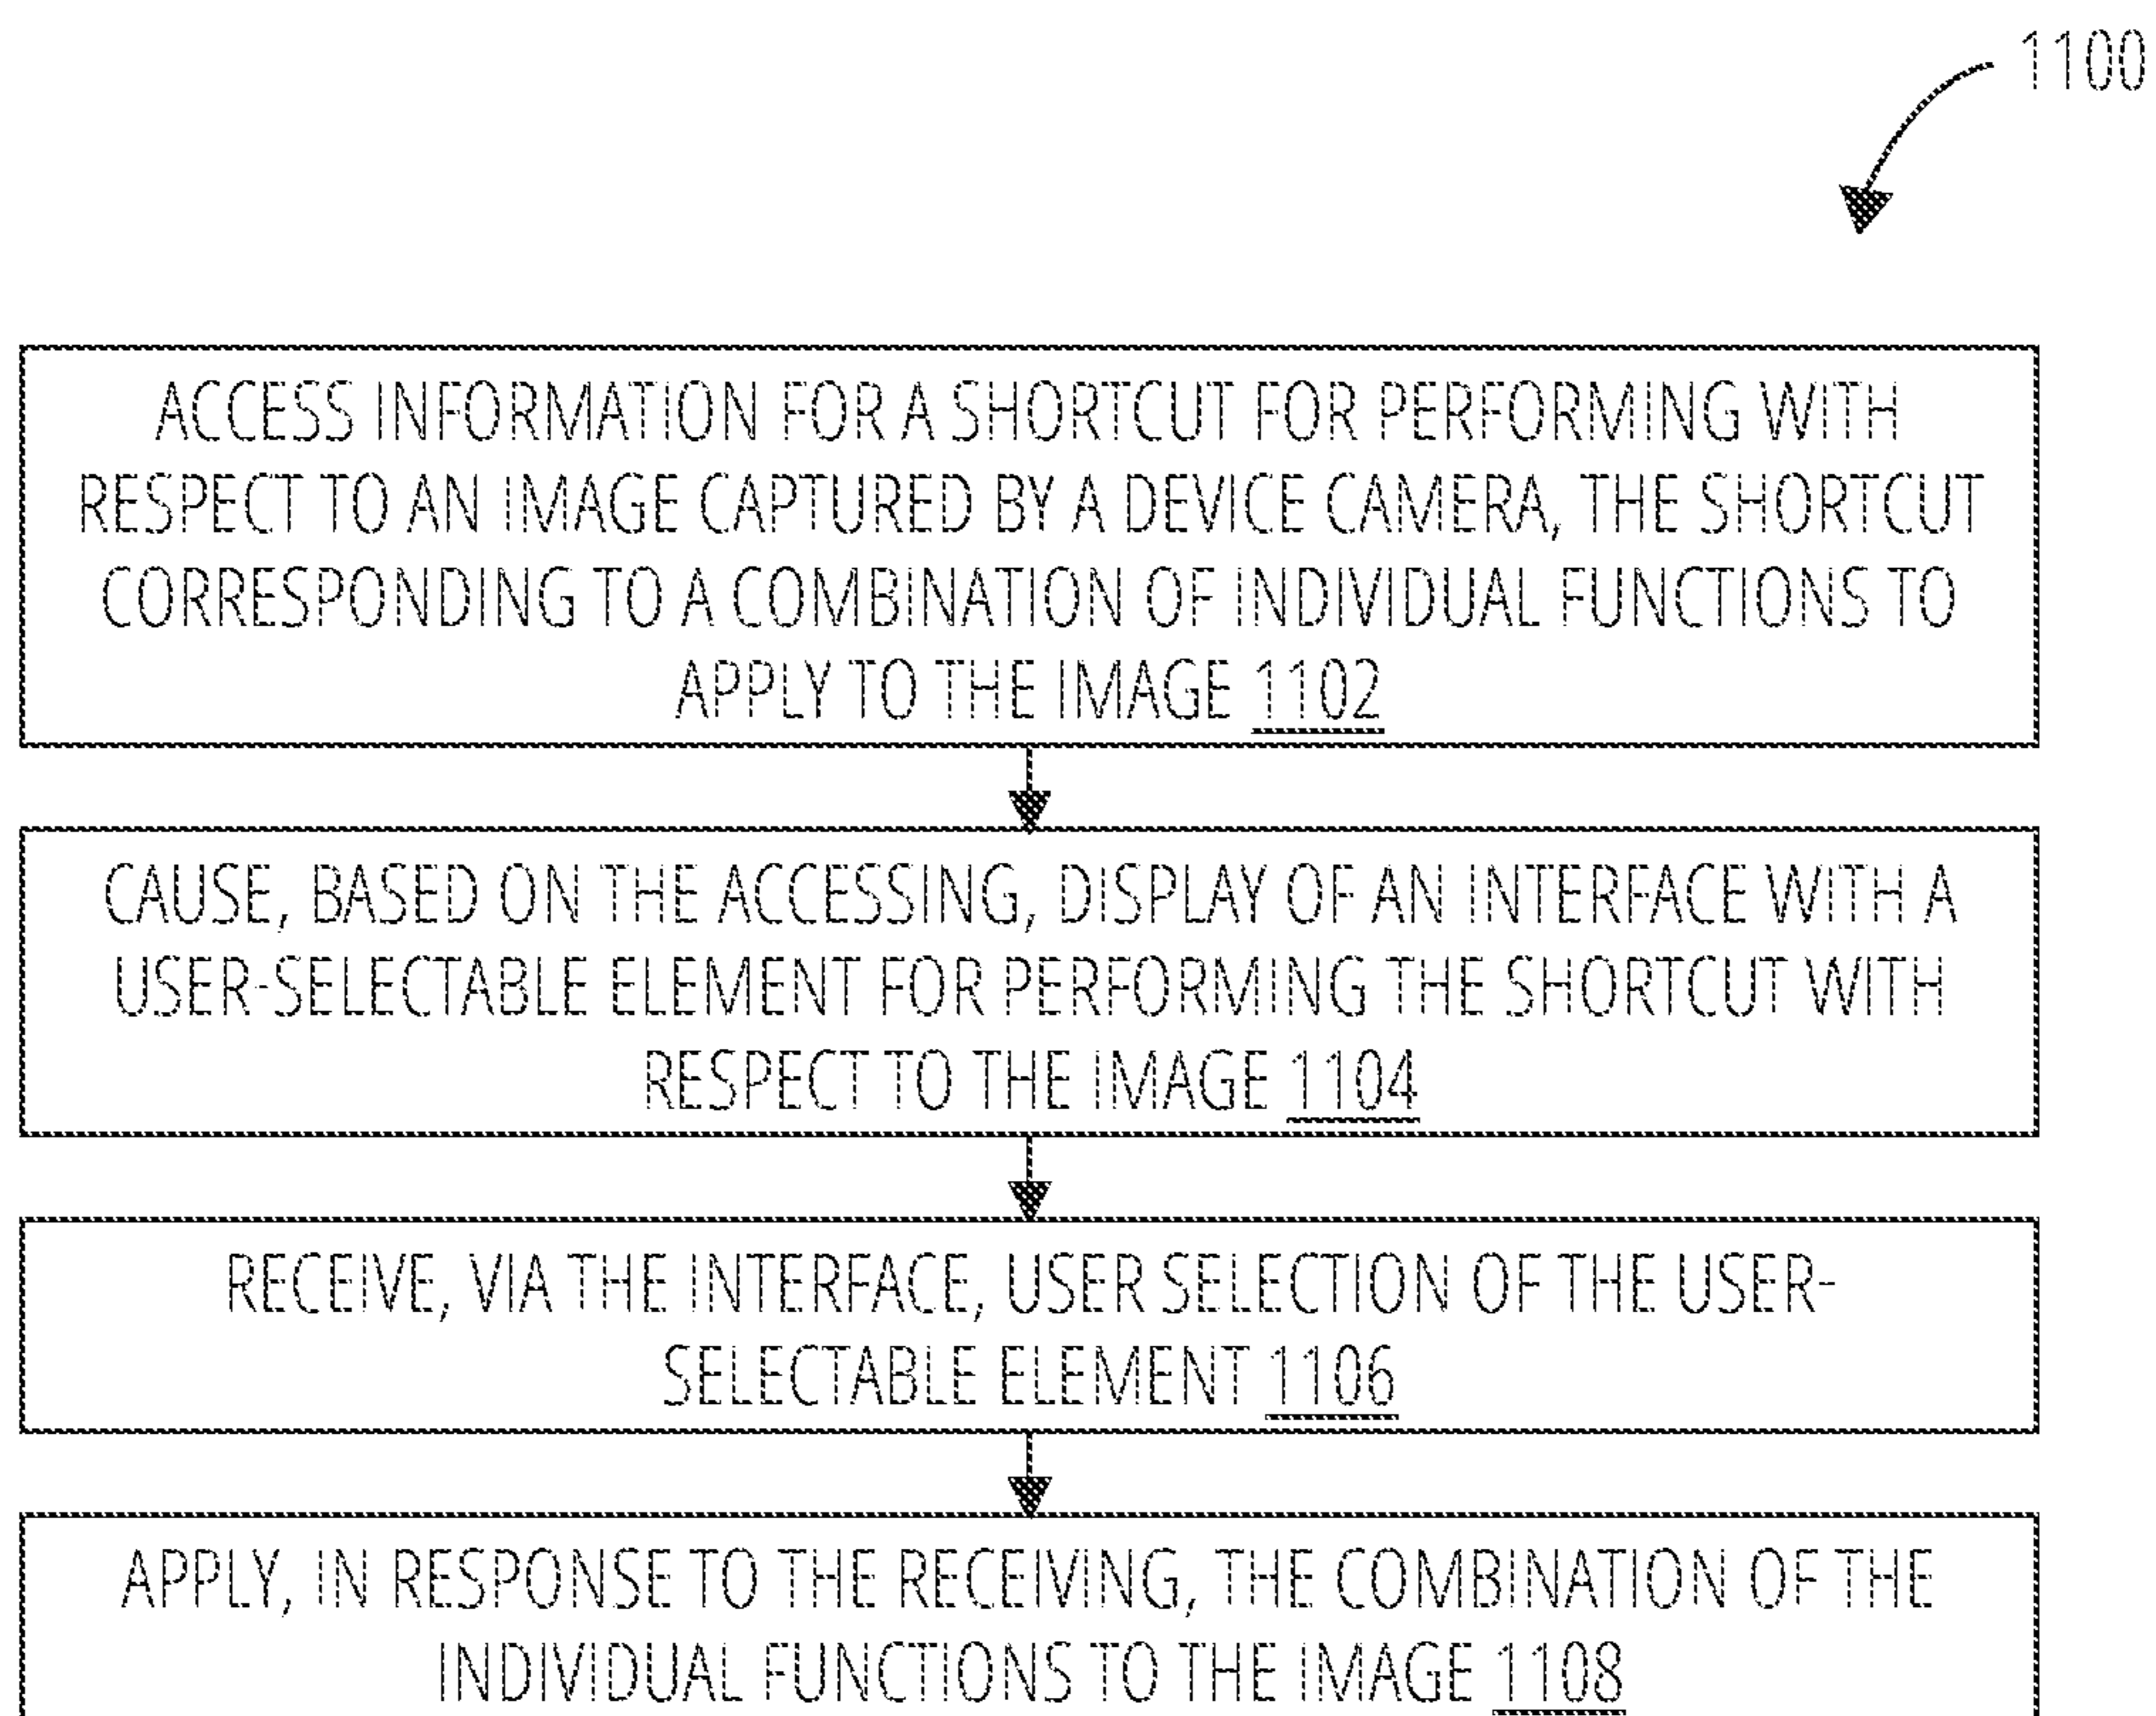 1100
ACCESS INFORMATION FOR A SHORTCUT FOR PERFORMING WITH
RESPECT TO AN IMAGE CAPTURED BY A DEVICE CAMERA, THE SHORTCUT
CORRESPONDING TO A COMBINATION OF INDIVIDUAL FUNCTIONS TO
APPLY TO THE IMAGE 1102
CAUSE, BASED ON THE ACCESSING, DISPLAY OF AN INTERFACE WITH A
USER-SELECTABLE ELEMENT FOR PERFORMING THE SHORTCUT WITH
RESPECT TO THE IMAGE 1104
RECEIVE, VIA THE INTERFACE, USER SELECTION OF THE USER-
SELECTABLE ELEMENT 1106
APPLY, IN RESPONSE TO THE RECEIVING, THE COMBINATION OF THE
INDIVIDUAL FUNCTIONS TO THE IMAGE 1108